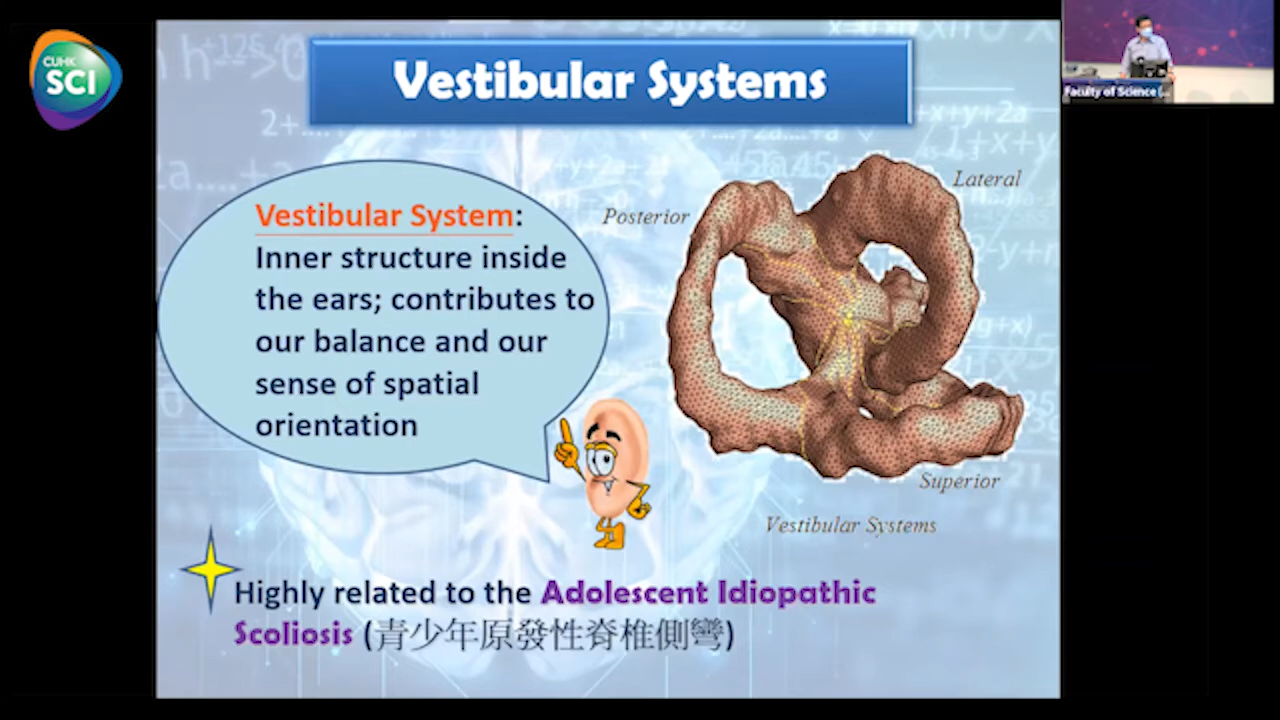 CUHK
SCI
Vestibular Systems
Faculty of Science (...
Vestibular System:
Inner structure inside
the ears; contributes to
our balance and our
sense of spatial
orientation
Posterior
Lateral
Superior
Vestibular Systems
Highly related to the Adolescent Idiopathic
Scoliosis (青少年原發性脊椎側彎)